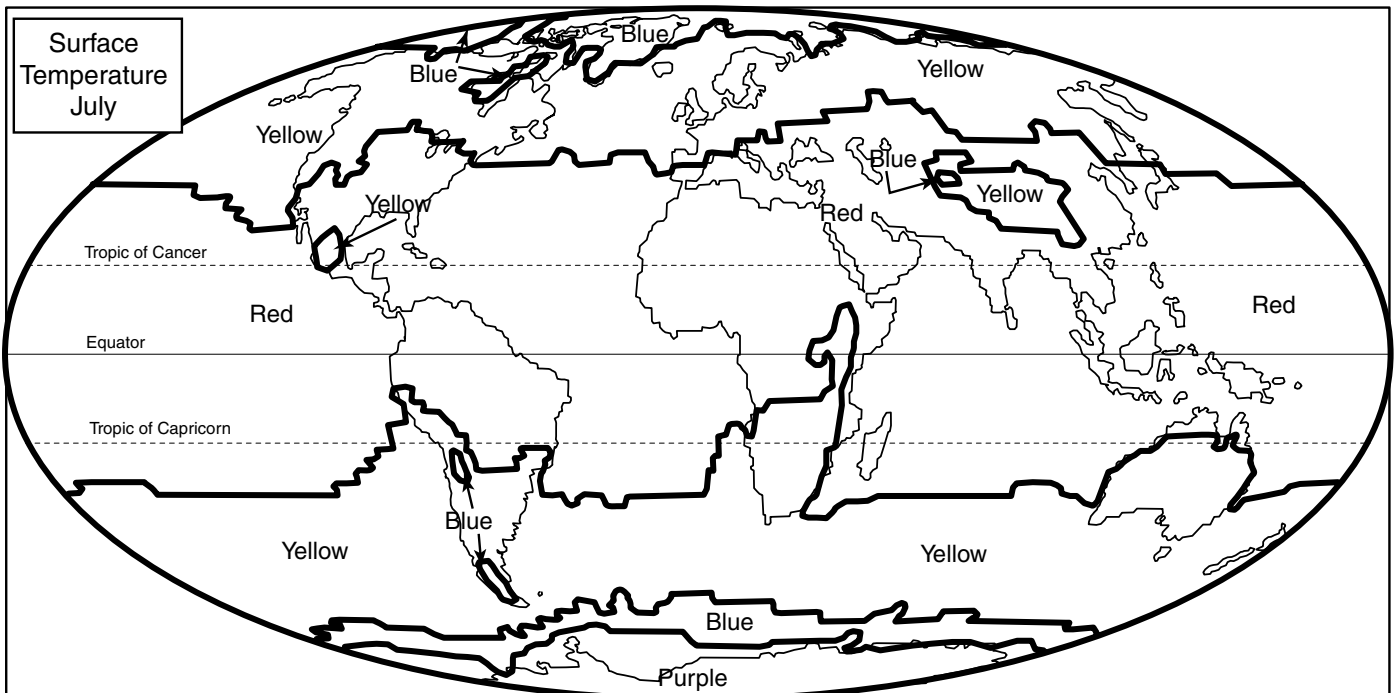 Surface
Temperature
July
Blue
Blue
Yellow
Yellow
Blue
Yellow
Yellow
Red
Tropic of Cancer
Red
Red
Equator
Tropic of Capricorn
Blue
Yellow
Yellow
Blue
Purple